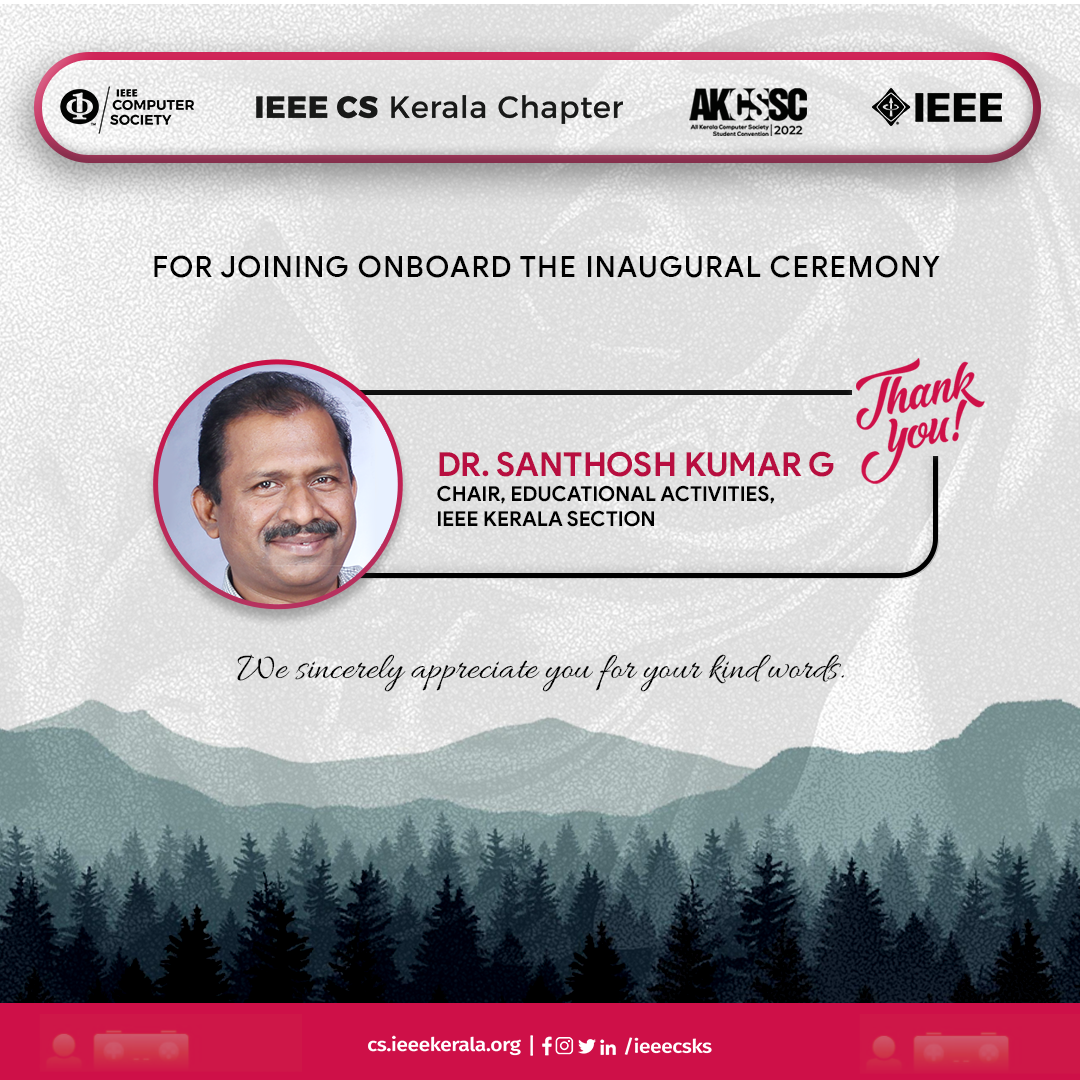 IEEE
COMPUTER
SOCIETY
TM
IEEE CS Kerala Chapter
AKCSSC
All Kerala Computer Society
Student Convention | 2022
IEEE
FOR JOINING ONBOARD THE INAUGURAL CEREMONY
Thank
you!
DR. SANTHOSH KUMAR G
CHAIR, EDUCATIONAL ACTIVITIES,
IEEE KERALA SECTION
We sincerely appreciate you for your kind words.
cs.ieeekerala.org | /ieeecsks